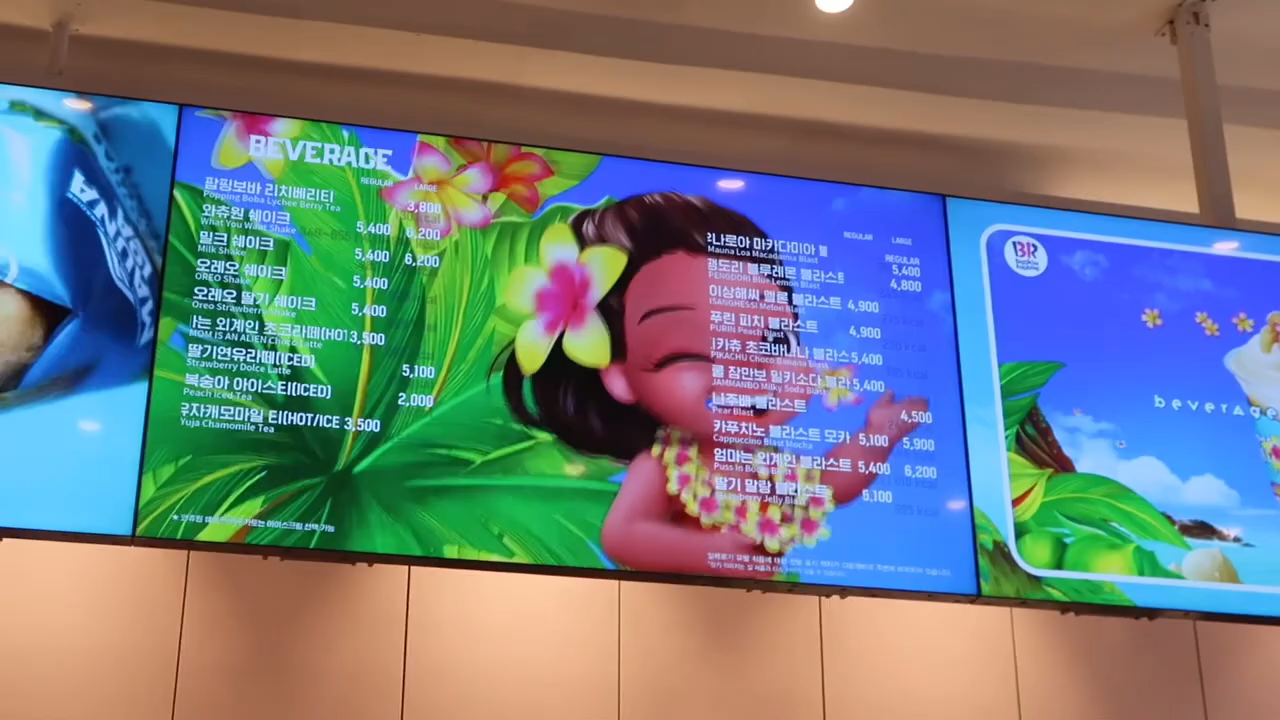 BEVERAGE
REGULAR LARGE
팝핑보바 리치베리티 3,800
Popping Boba Lychee Berry Tea
와츄원 쉐이크 5,400 6,200
What You Want Shake
밀크 쉐이크 5,400 6,200
Milk Shake
오레오 쉐이크 5,400
OREO Shake
오레오 딸기 쉐이크 5,400
Oreo Strawberry Shake
는 외계인 초코라떼(HOT 3,500
MOM IS AN ALIEN Choco Latte
딸기연유라떼(ICED) 5,100
Strawberry Dolce Latte
복숭아 아이스티(ICED) 2,000
Peach Iced Tea
자캐모마일 티(HOT/ICE 3,500
Yuja Chamomile Tea
REGULAR LARGE
REGULAR
나로아 마카다미아 블 5,400
Mauna Loa Macadamia Blast
펭도리 블루레몬 블라스트 4,800
PENGDORI Blue Lemon Blast
이상해씨 멜론 블라스트 4,900
ISANGHESSI Melon Blast
푸린 피치 블라스트 4,900
PURIN Peach Blast
카츄 초코바나나 블라스 5,400
PIKACHU Choco Banana Blast
잠만보 밀키소다 블라 5,400
JAMMANBO Milky Soda Blast
나주배 블라스트 4,500
Pear Blast
카푸치노 블라스트 모카 5,100 5,900
Cappuccino Blast Mocha
엄마는 외계인 블라스트 5,400 6,200
Puss In Boots Blast
딸기 말랑 블라스트 5,100
Strawberry Jelly Blast
BR
baskin robbins
beverage